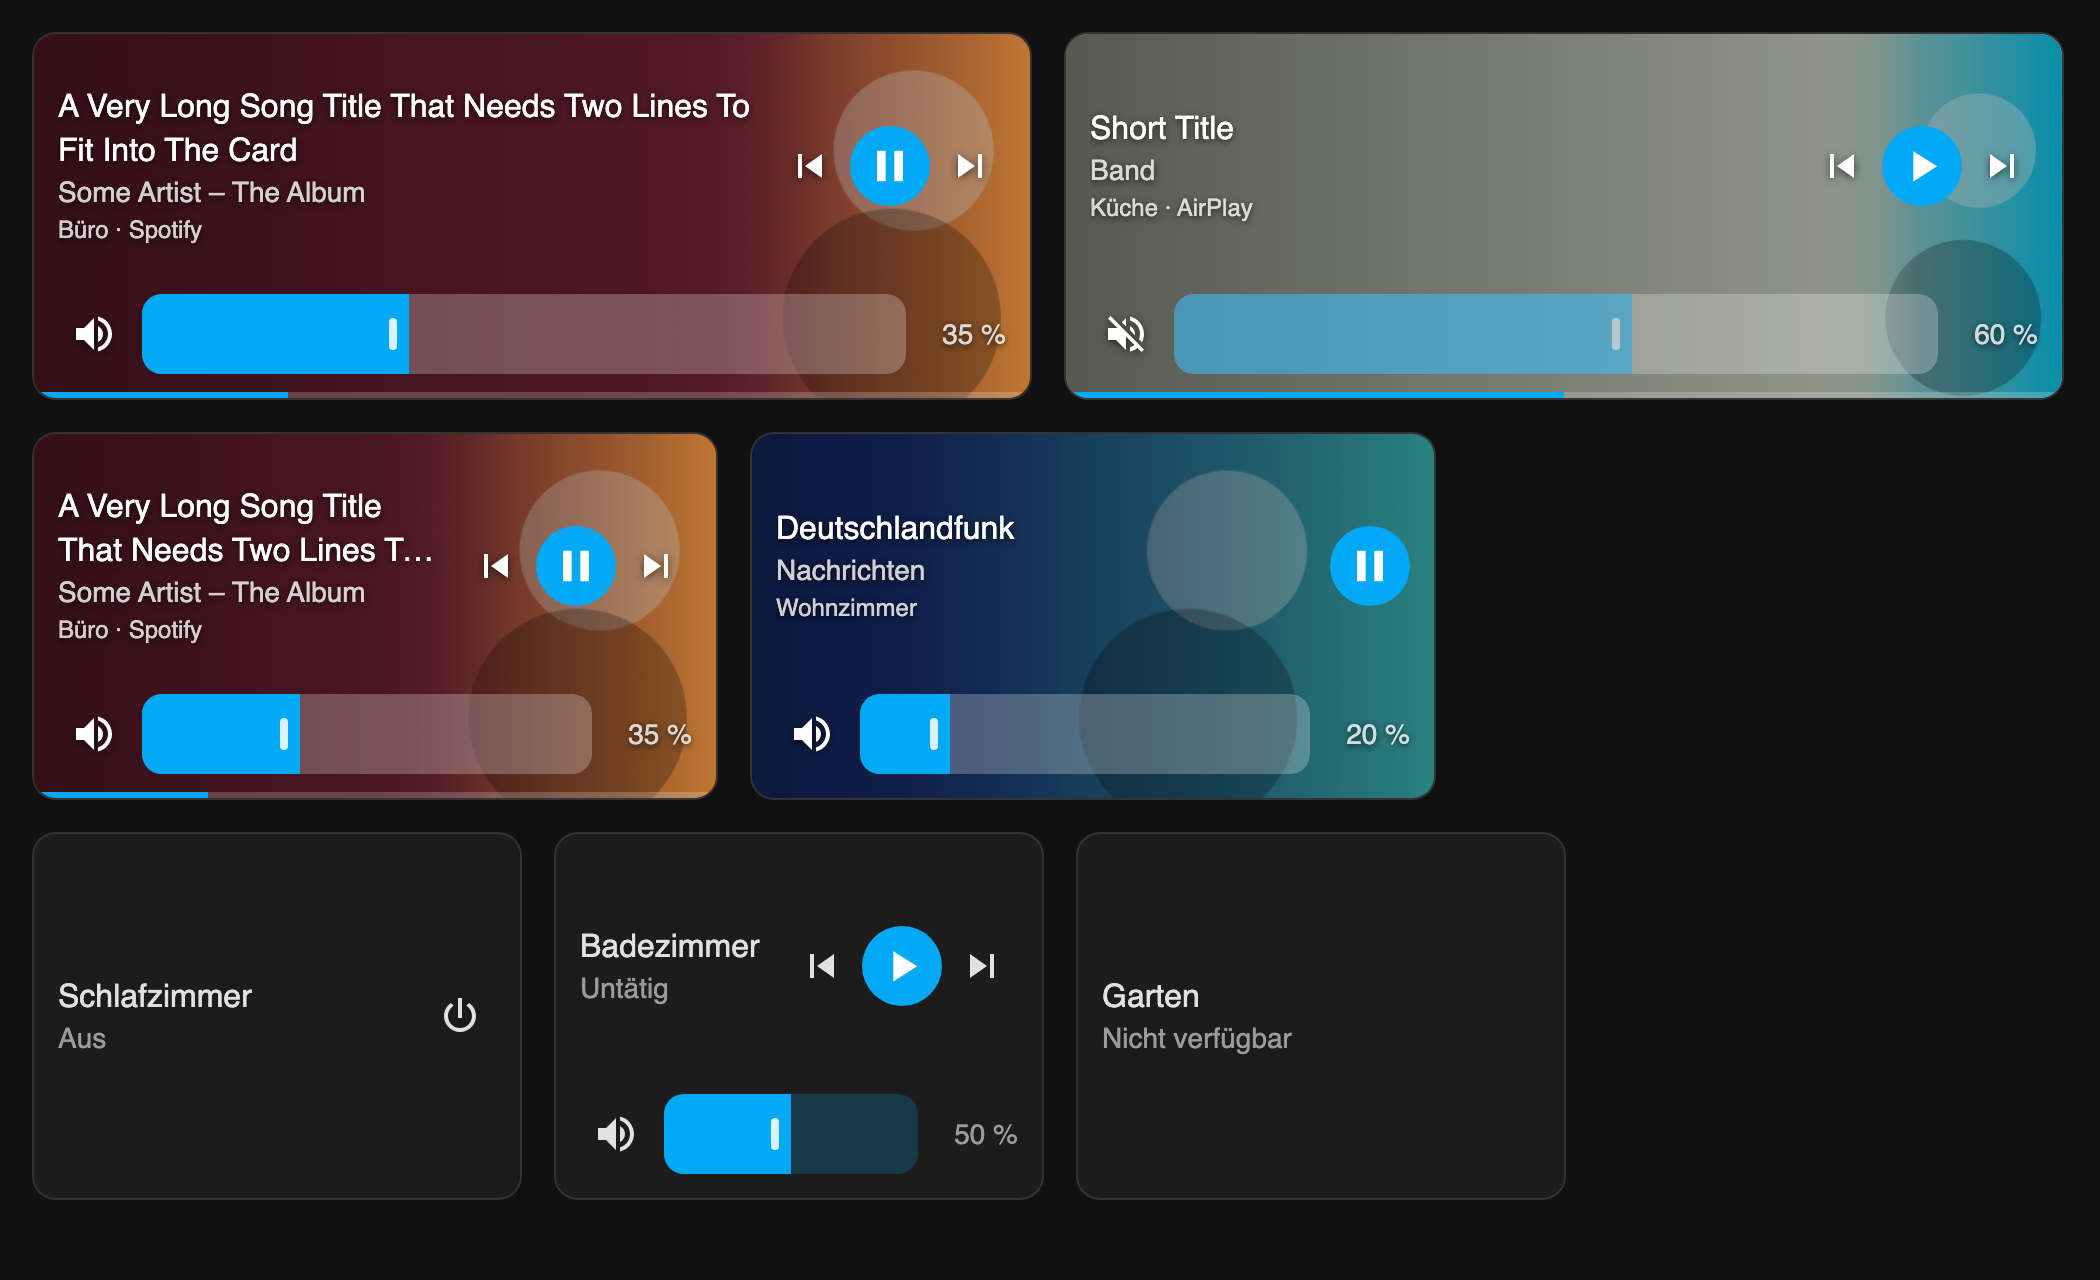 A Very Long Song Title That Needs Two Lines To
Fit Into The Card
Some Artist – The Album
Büro · Spotify
35 %
Short Title
Band
Küche · AirPlay
60 %
A Very Long Song Title
That Needs Two Lines T…
Some Artist – The Album
Büro · Spotify
35 %
Deutschlandfunk
Nachrichten
Wohnzimmer
20 %
Schlafzimmer
Aus
Badezimmer
Untätig
50 %
Garten
Nicht verfügbar